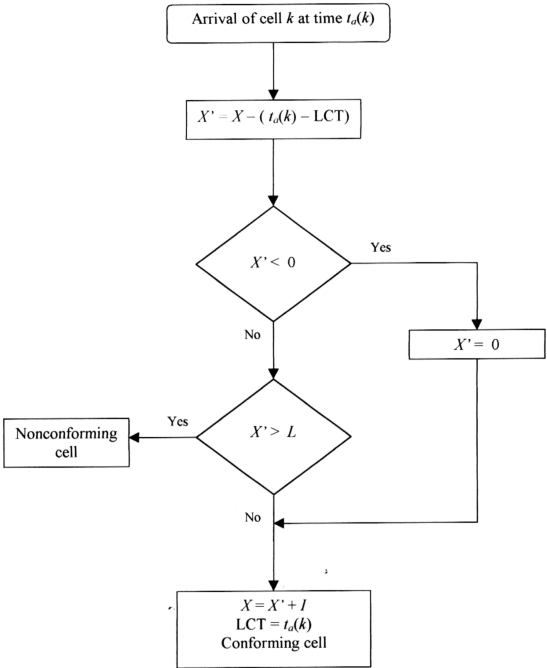 Arrival of cell k at time tₐ(k)
X' = X – ( tₐ(k) – LCT)
X' < 0
Yes
No
X' = 0
X' > L
Yes
Nonconforming
cell
No
X = X' + I
LCT = tₐ(k)
Conforming cell